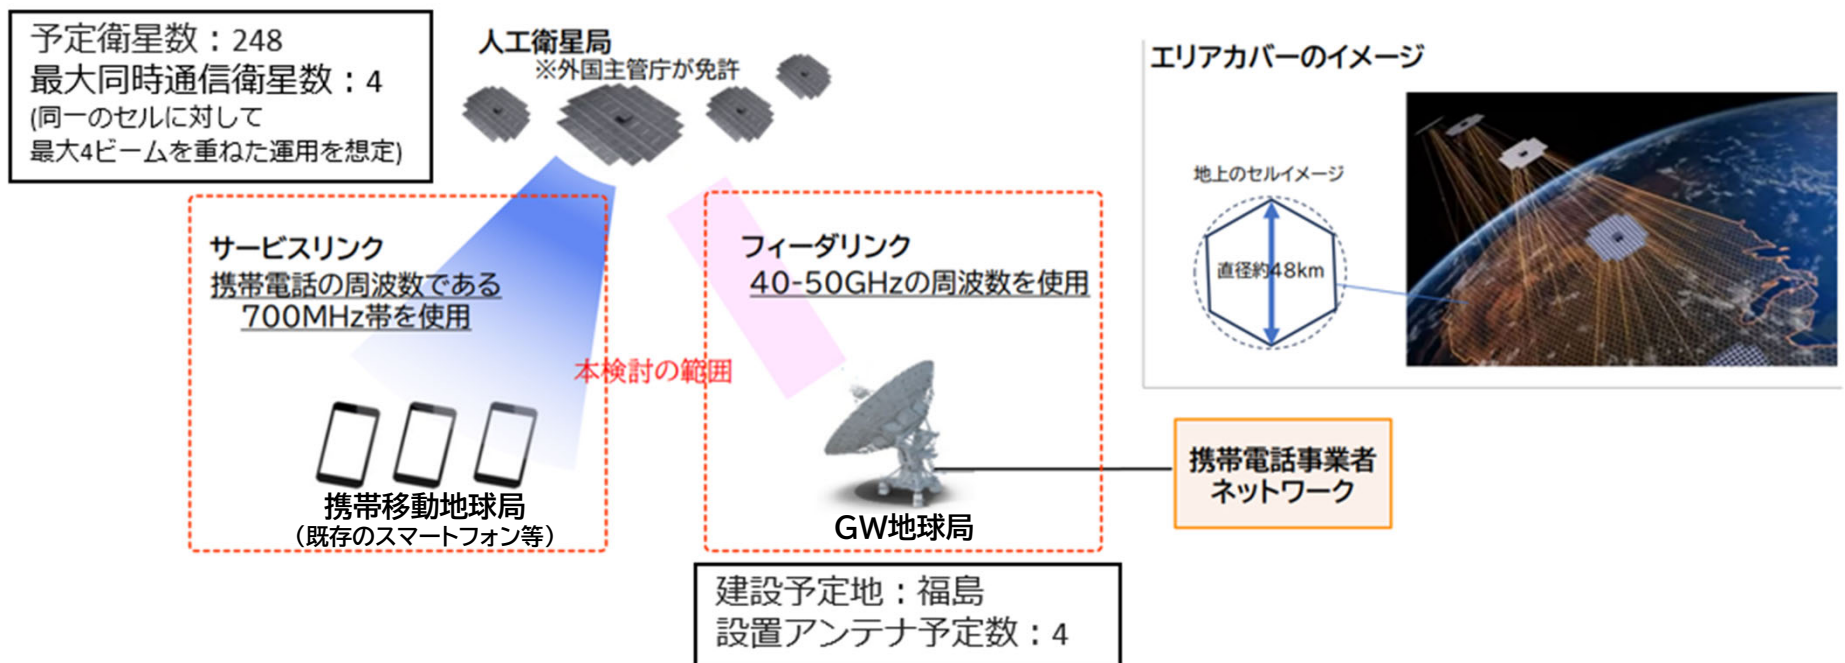 予定衛星数：248
最大同時通信衛星数：4
(同一のセルに対して
最大4ビームを重ねた運用を想定)
人工衛星局
※外国主管庁が免許
エリアカバーのイメージ
地上のセルイメージ
直径約48km
サービスリンク
携帯電話の周波数である
700MHz帯を使用
フィーダリンク
40-50GHzの周波数を使用
本検討の範囲
携帯移動地球局
（既存のスマートフォン等）
GW地球局
携帯電話事業者
ネットワーク
建設予定地：福島
設置アンテナ予定数：4